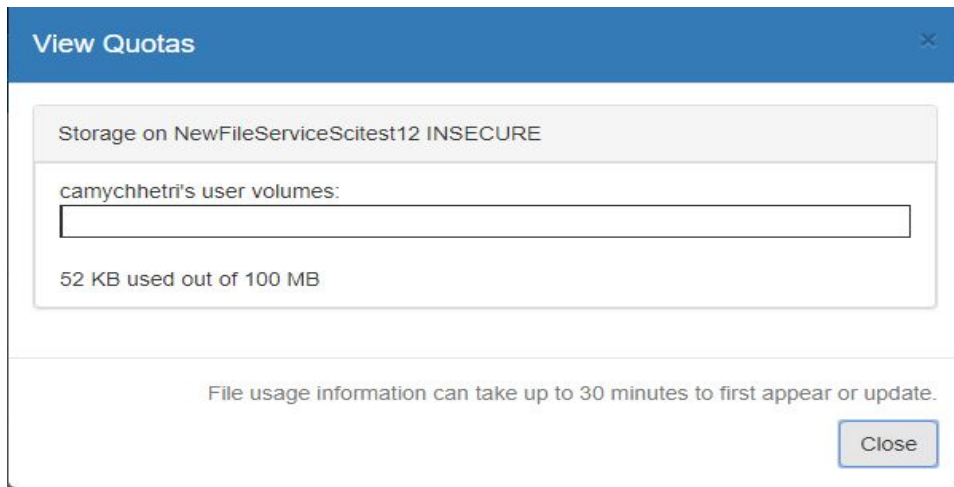 View Quotas ×
Storage on NewFileServiceScitest12 INSECURE
camychhetri's user volumes:
52 KB used out of 100 MB
File usage information can take up to 30 minutes to first appear or update.
Close